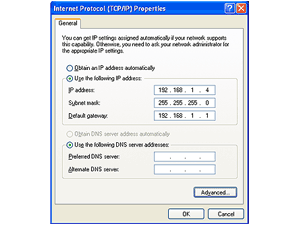 Internet Protocol (TCP/IP) Properties
General
You can get IP settings assigned automatically if your network supports
this capability. Otherwise, you need to ask your network administrator for
the appropriate IP settings.
Obtain an IP address automatically
Use the following IP address:
IP address: 192 . 168 . 1 . 4
Subnet mask: 255 . 255 . 255 . 0
Default gateway: 192 . 168 . 1 . 1
Obtain DNS server address automatically
Use the following DNS server addresses:
Preferred DNS server: . . .
Alternate DNS server: . . .
Advanced...
OK Cancel